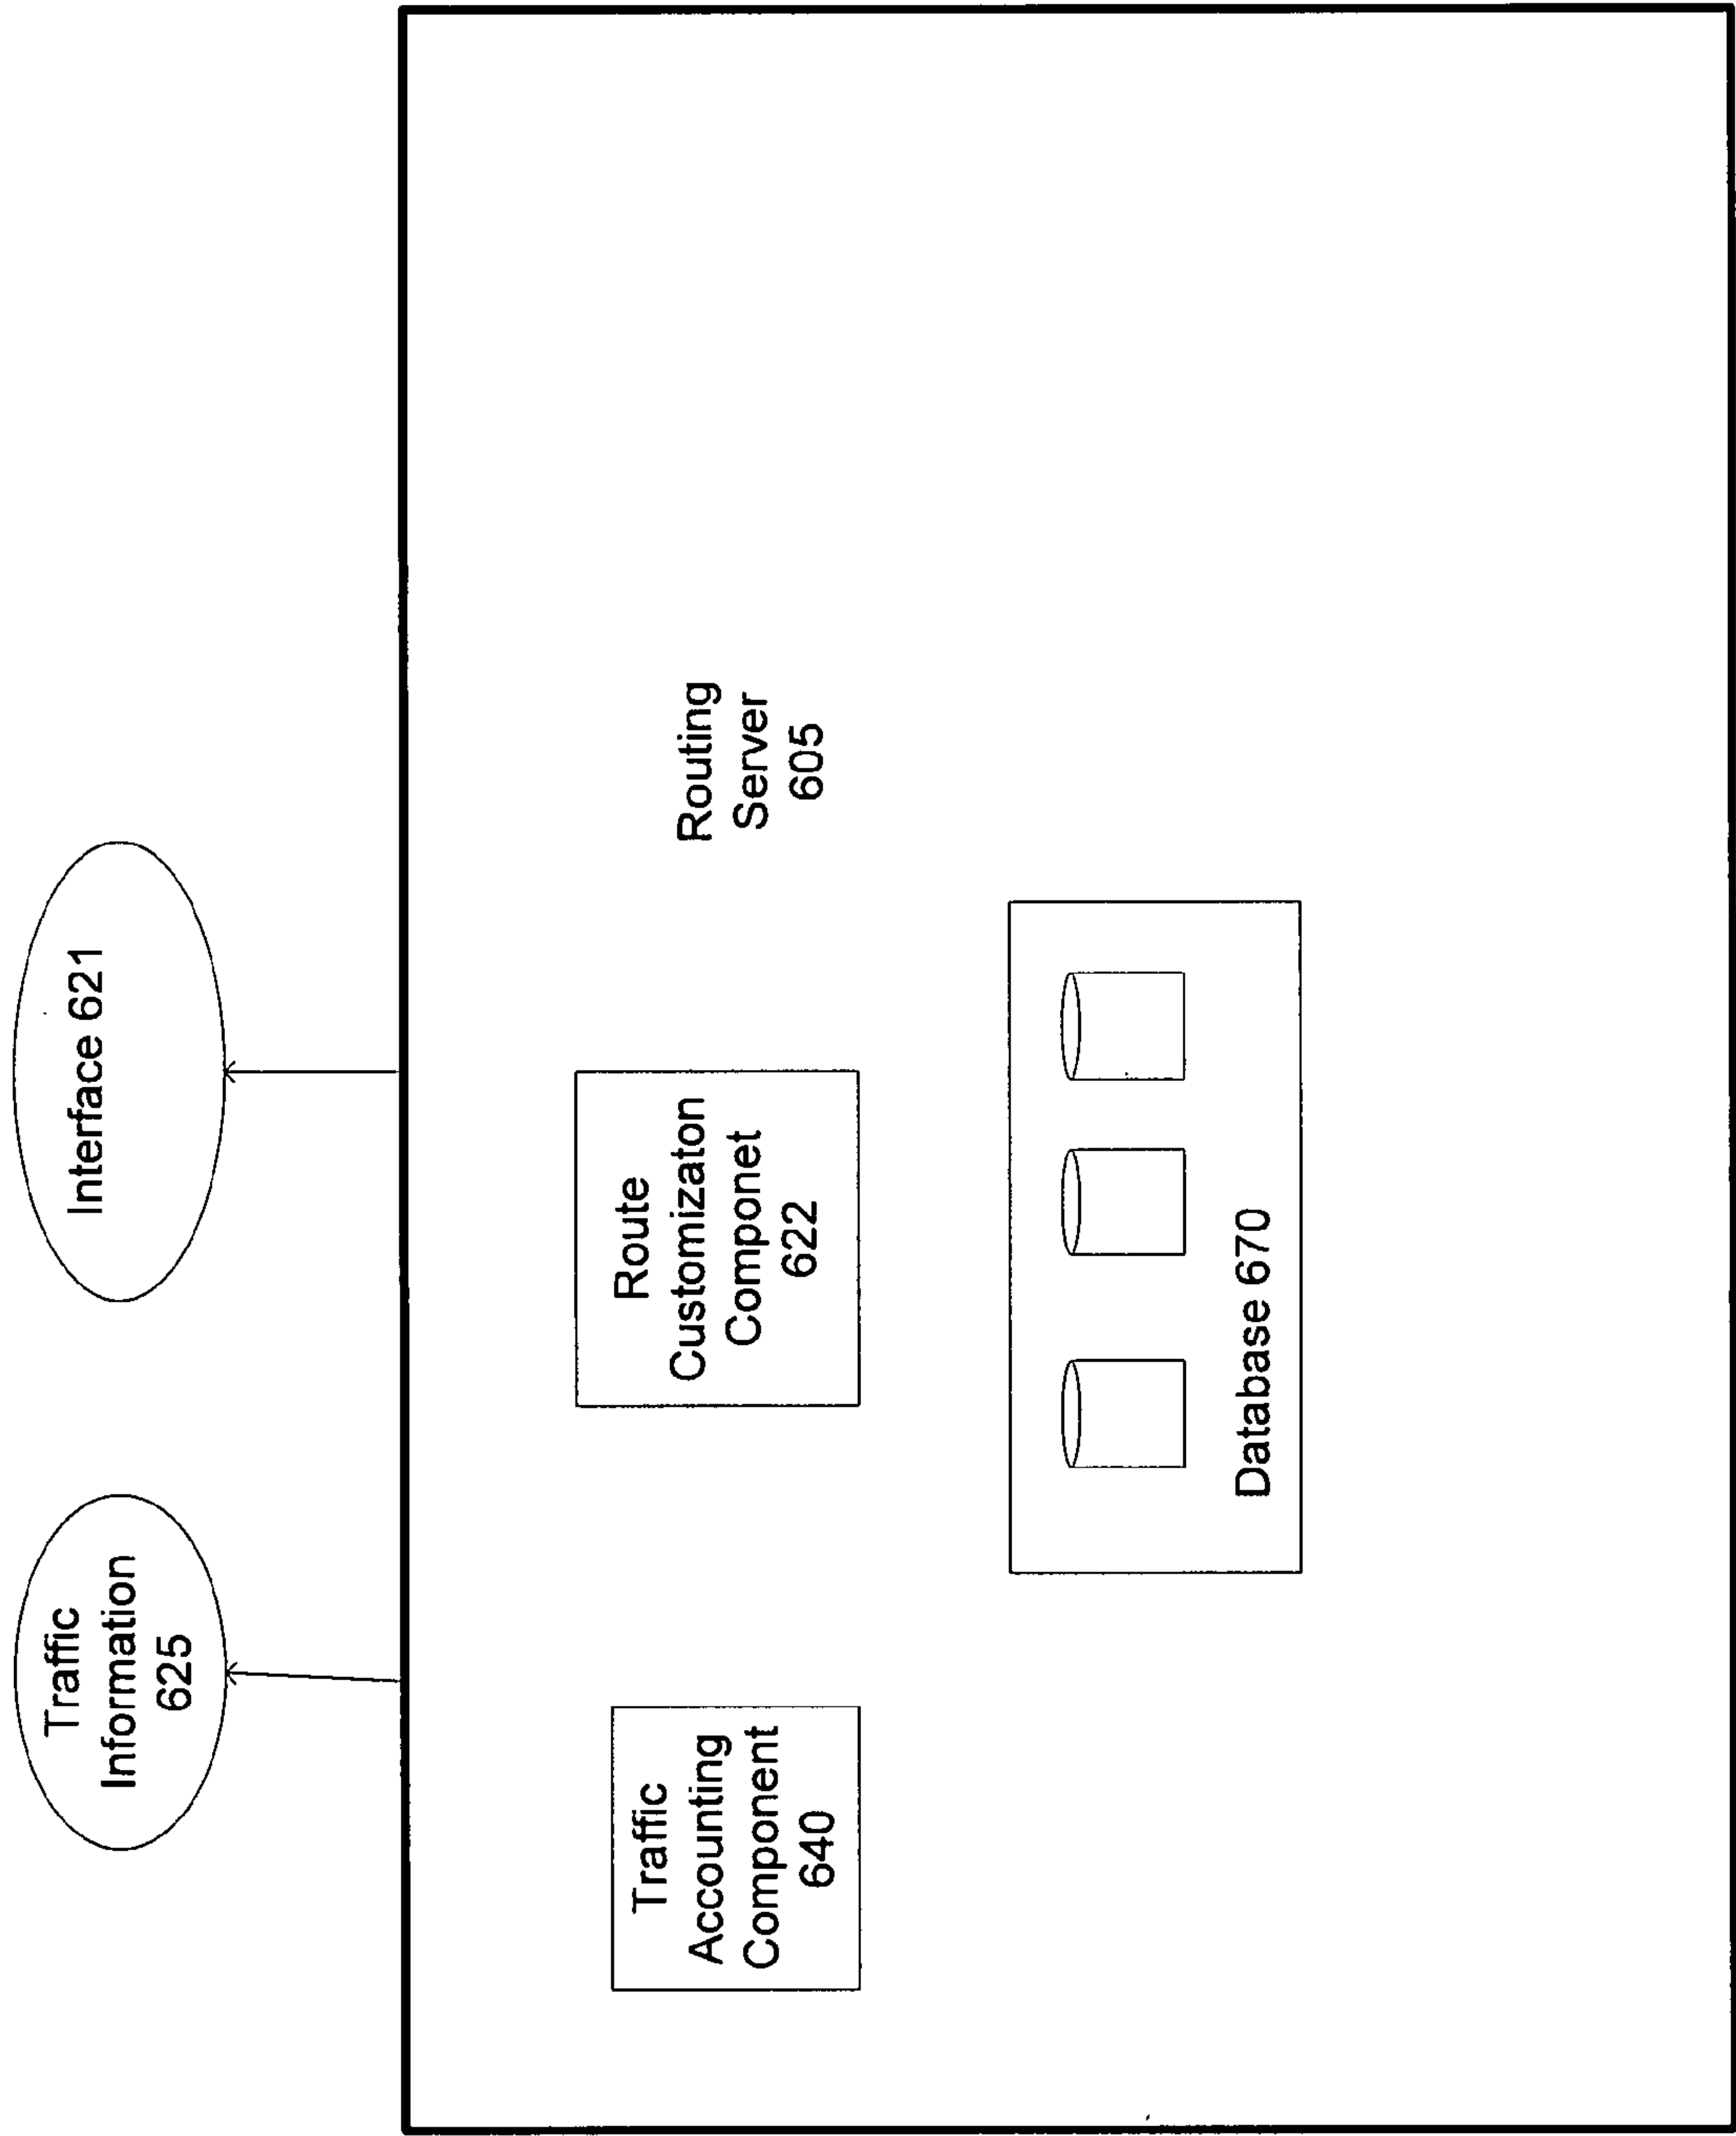 Traffic
Information
625
Interface 621
Traffic
Accounting
Component
640
Route
Customizaton
Componet
622
Routing
Server
605
Database 670